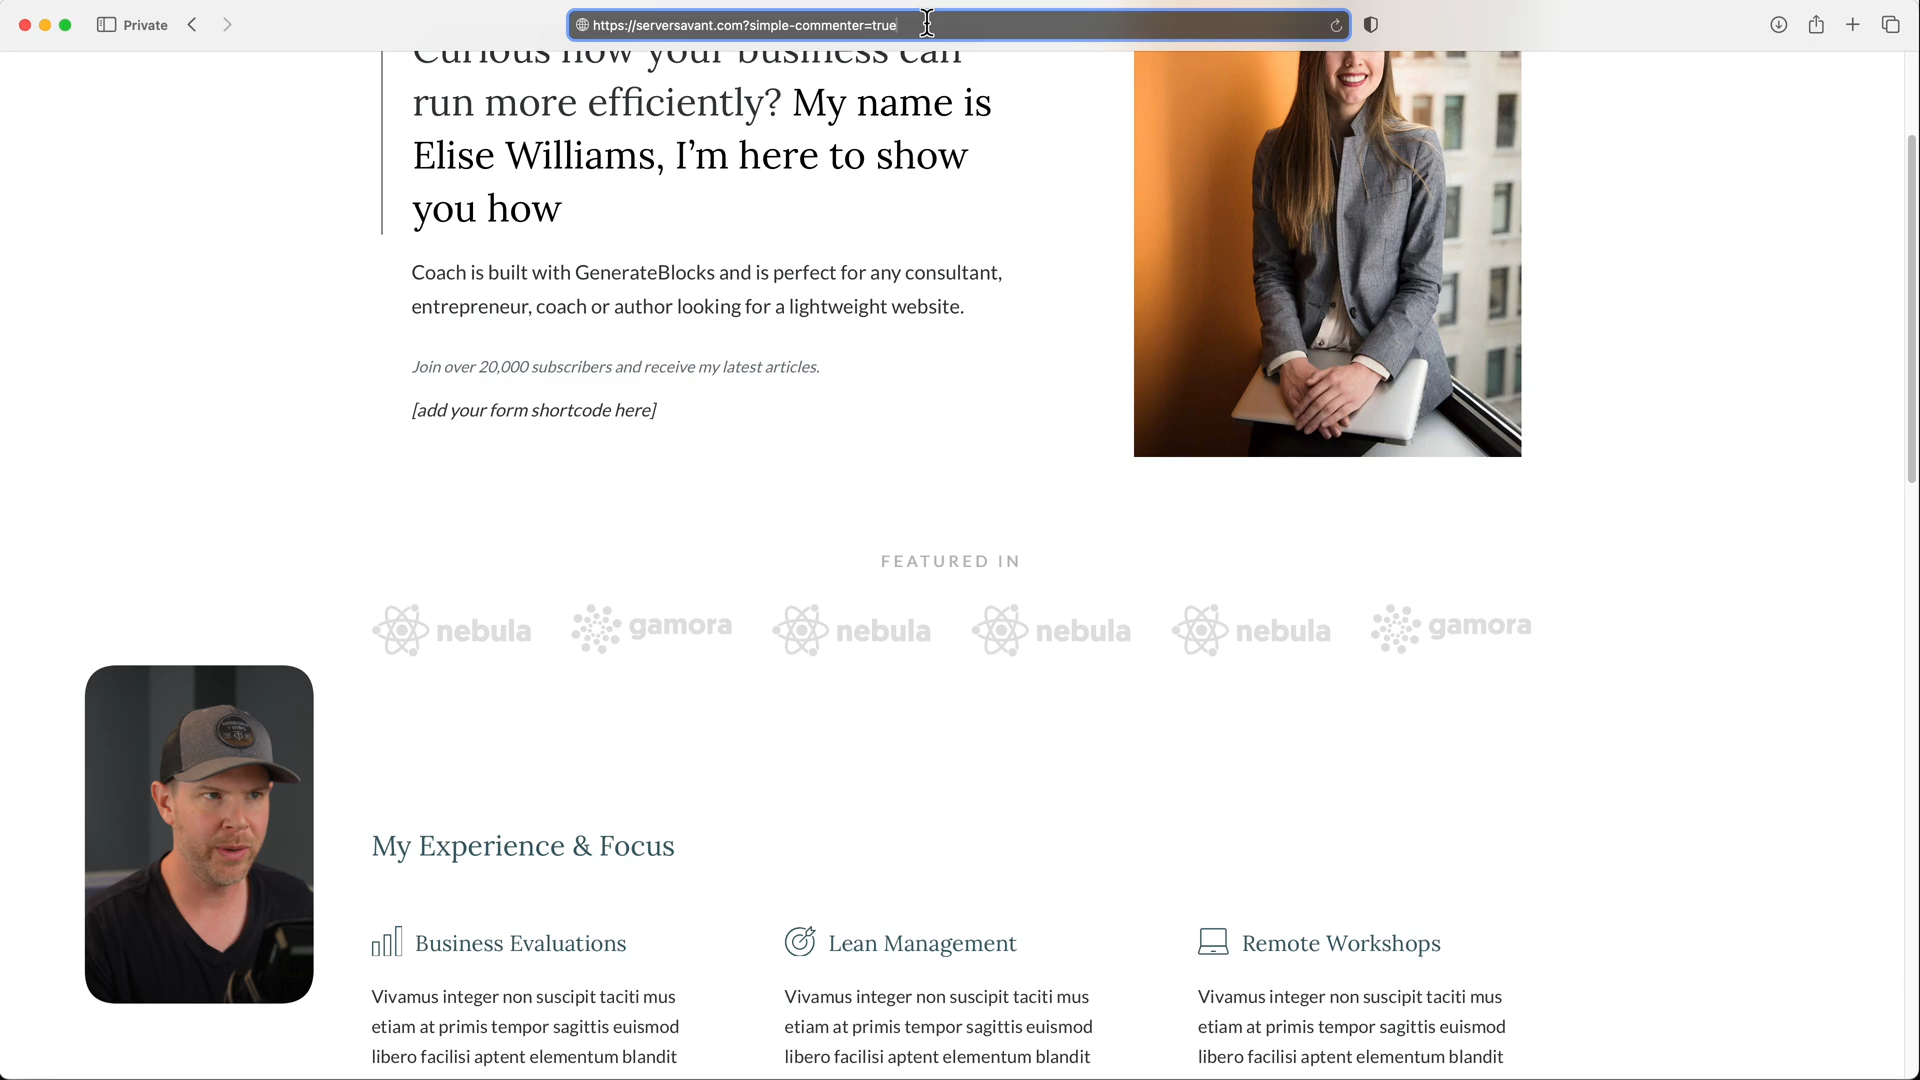 Private
https://serversavant.com?simple-commenter=true
Curious how your business can
run more efficiently? My name is
Elise Williams, I’m here to show
you how
Coach is built with GenerateBlocks and is perfect for any consultant,
entrepreneur, coach or author looking for a lightweight website.
Join over 20,000 subscribers and receive my latest articles.
[add your form shortcode here]
FEATURED IN
nebula gamora nebula nebula nebula gamora
My Experience & Focus
Business Evaluations
Vivamus integer non suscipit taciti mus
etiam at primis tempor sagittis euismod
libero facilisi aptent elementum blandit
Lean Management
Vivamus integer non suscipit taciti mus
etiam at primis tempor sagittis euismod
libero facilisi aptent elementum blandit
Remote Workshops
Vivamus integer non suscipit taciti mus
etiam at primis tempor sagittis euismod
libero facilisi aptent elementum blandit